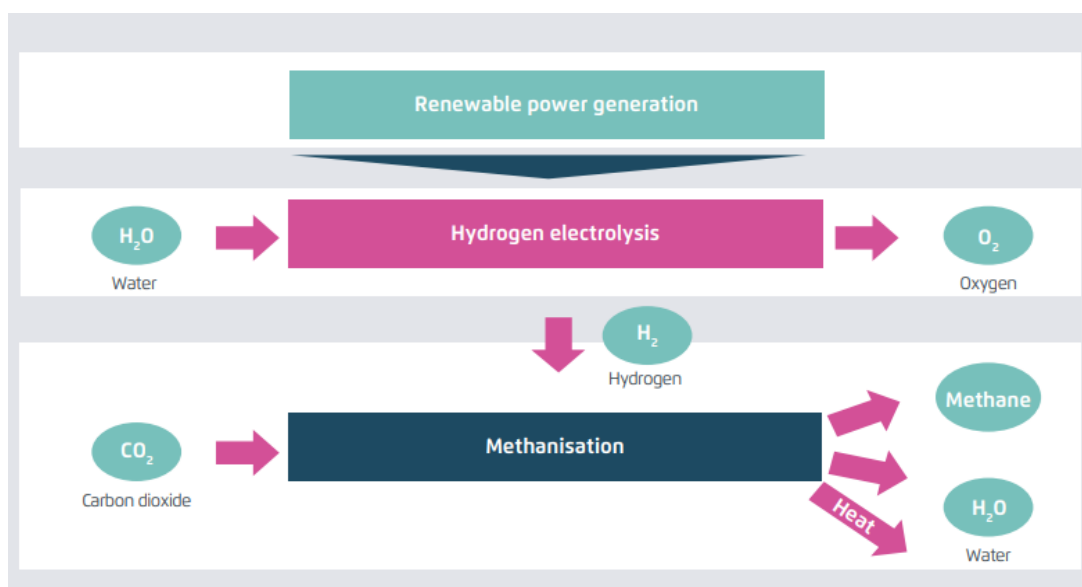 Renewable power generation
H₂O
Hydrogen electrolysis
O₂
Water
Oxygen
H₂
Hydrogen
Methane
CO₂
Methanisation
Carbon dioxide
Heat
H₂O
Water